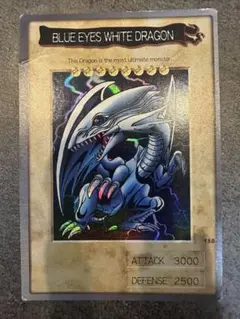 BLUE EYES WHITE DRAGON
This Dragon is the most ultimate monster
ATTACK 3000
DEFENSE 2500